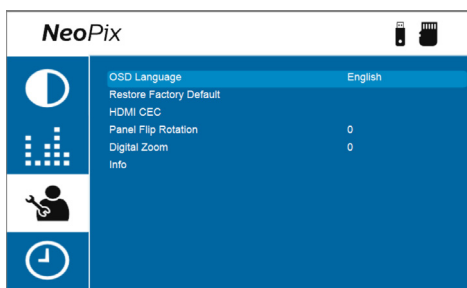 NeoPix
OSD Language English
Restore Factory Default
HDMI CEC
Panel Flip Rotation 0
Digital Zoom 0
Info